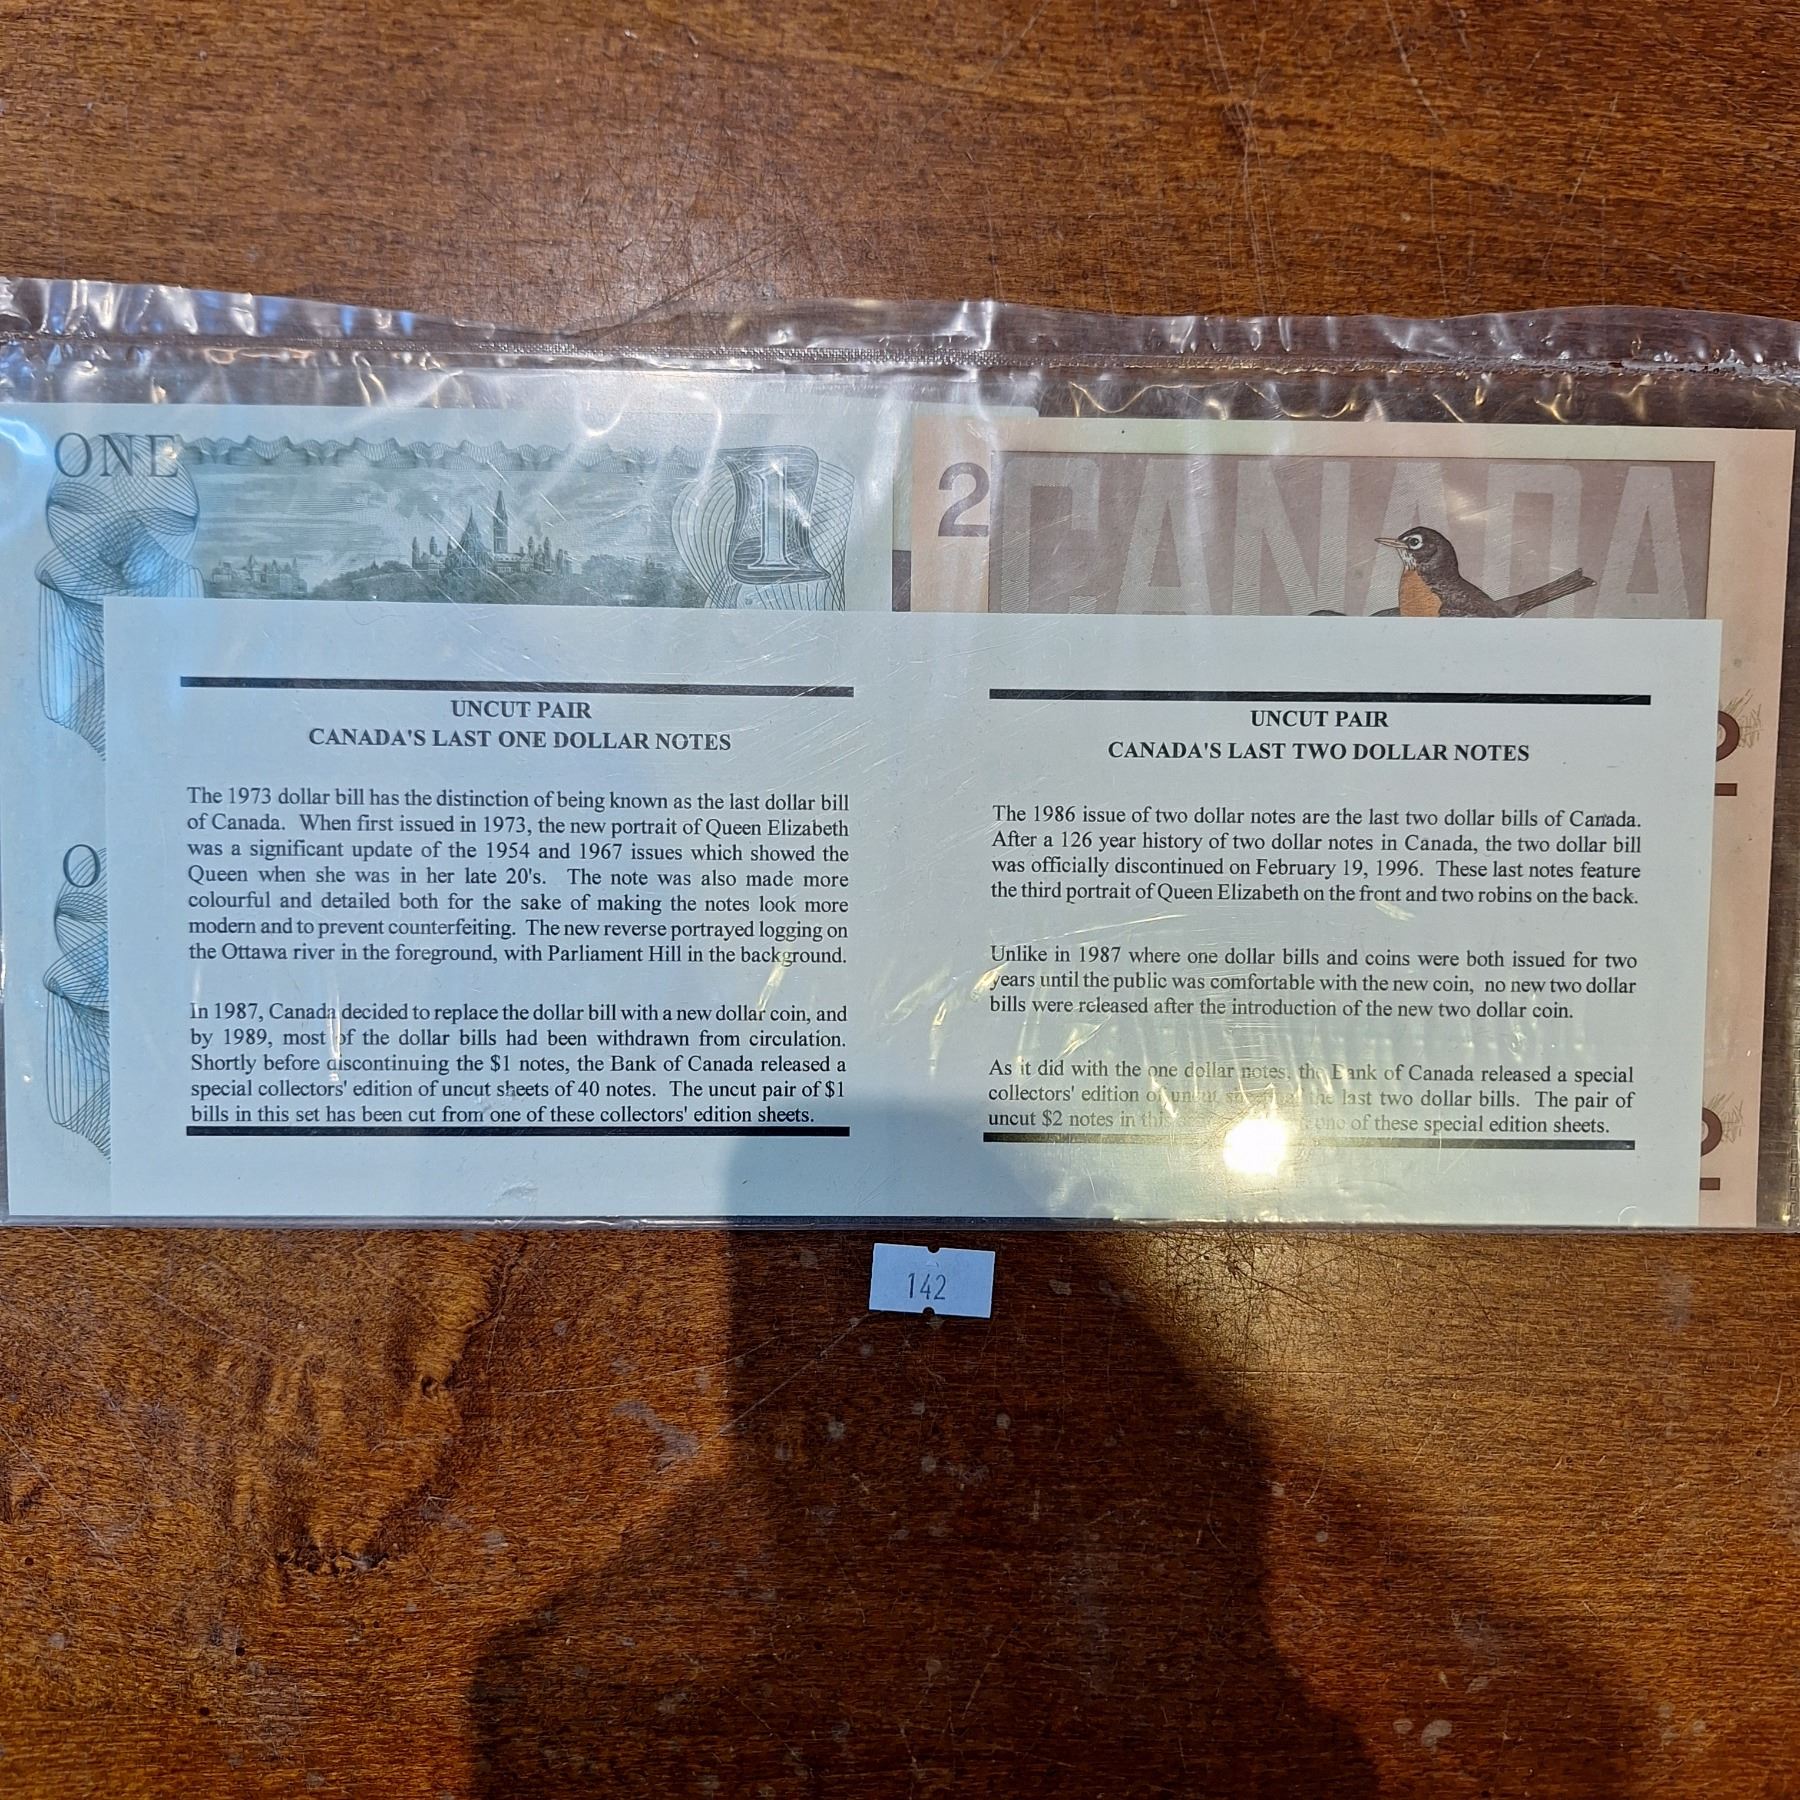 ONE
1
2 CANADA
UNCUT PAIR
CANADA'S LAST ONE DOLLAR NOTES
The 1973 dollar bill has the distinction of being known as the last dollar bill
of Canada. When first issued in 1973, the new portrait of Queen Elizabeth
was a significant update of the 1954 and 1967 issues which showed the
Queen when she was in her late 20's. The note was also made more
colourful and detailed both for the sake of making the notes look more
modern and to prevent counterfeiting. The new reverse portrayed logging on
the Ottawa river in the foreground, with Parliament Hill in the background.
In 1987, Canada decided to replace the dollar bill with a new dollar coin, and
by 1989, most of the dollar bills had been withdrawn from circulation.
Shortly before discontinuing the $1 notes, the Bank of Canada released a
special collectors' edition of uncut sheets of 40 notes. The uncut pair of $1
bills in this set has been cut from one of these collectors' edition sheets.
UNCUT PAIR
CANADA'S LAST TWO DOLLAR NOTES
The 1986 issue of two dollar notes are the last two dollar bills of Canada.
After a 126 year history of two dollar notes in Canada, the two dollar bill
was officially discontinued on February 19, 1996. These last notes feature
the third portrait of Queen Elizabeth on the front and two robins on the back.
Unlike in 1987 where one dollar bills and coins were both issued for two
years until the public was comfortable with the new coin, no new two dollar
bills were released after the introduction of the new two dollar coin.
As it did with the one dollar notes, the Bank of Canada released a special
collectors' edition of uncut the last two dollar bills. The pair of
uncut $2 notes in this one of these special edition sheets.
O
142